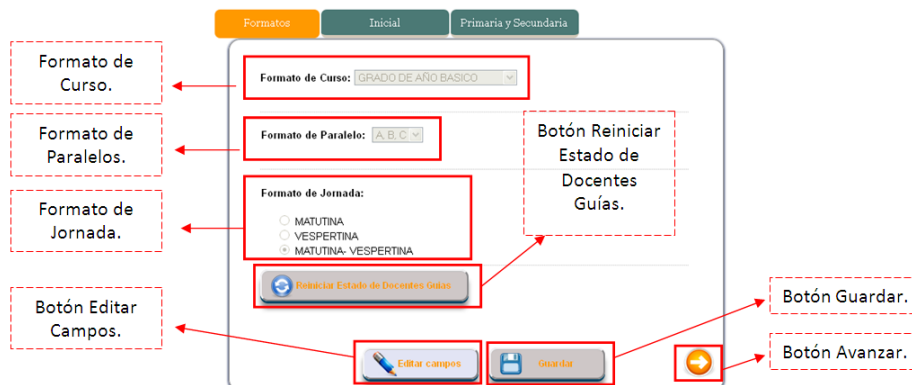 Formatos
Inicial
Primaria y Secundaria
Formato de
Curso.
Formato de Curso: GRADO DE AÑO BASICO
Formato de
Paralelos.
Formato de Paralelo: A, B, C
Botón Reiniciar
Estado de
Docentes
Guías.
Formato de
Jornada.
Formato de Jornada:
MATUTINA
VESPERTINA
MATUTINA- VESPERTINA
Reiniciar Estado de Docentes Guías
Botón Editar
Campos.
Editar campos
Guardar
Botón Guardar.
Botón Avanzar.